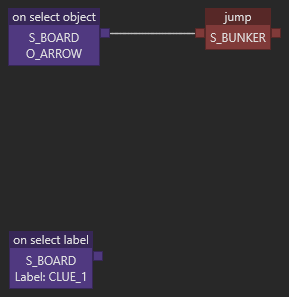 on select object
S_BOARD
O_ARROW
jump
S_BUNKER
on select label
S_BOARD
Label: CLUE_1